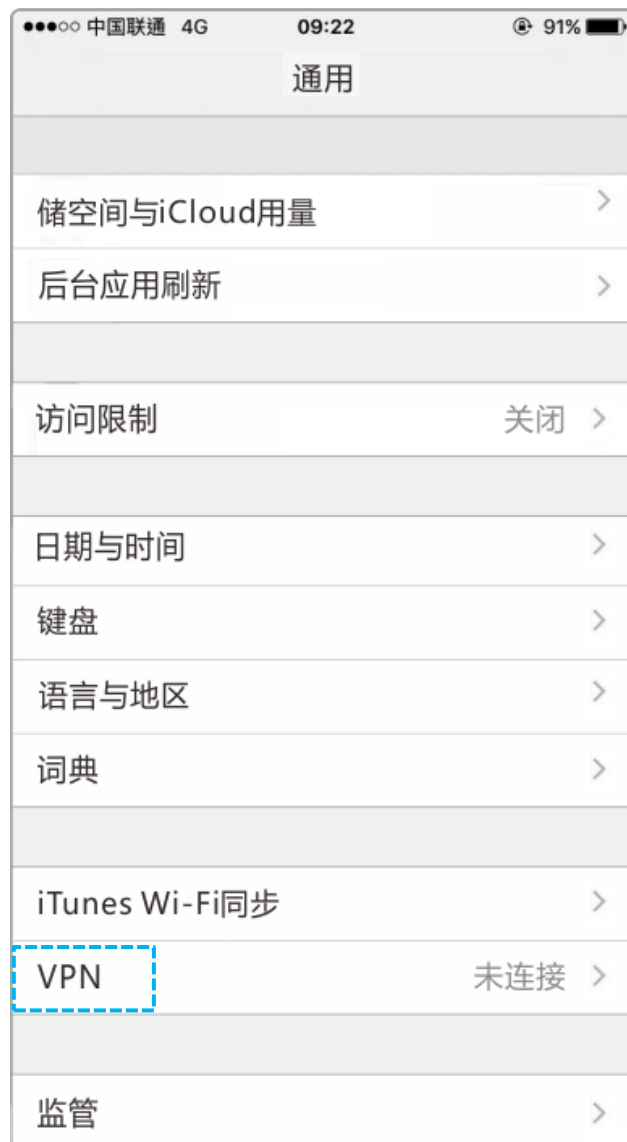 中国联通 4G 09:22 91%
通用
储空间与iCloud用量
后台应用刷新
访问限制 关闭
日期与时间
键盘
语言与地区
词典
iTunes Wi-Fi同步
VPN 未连接
监管